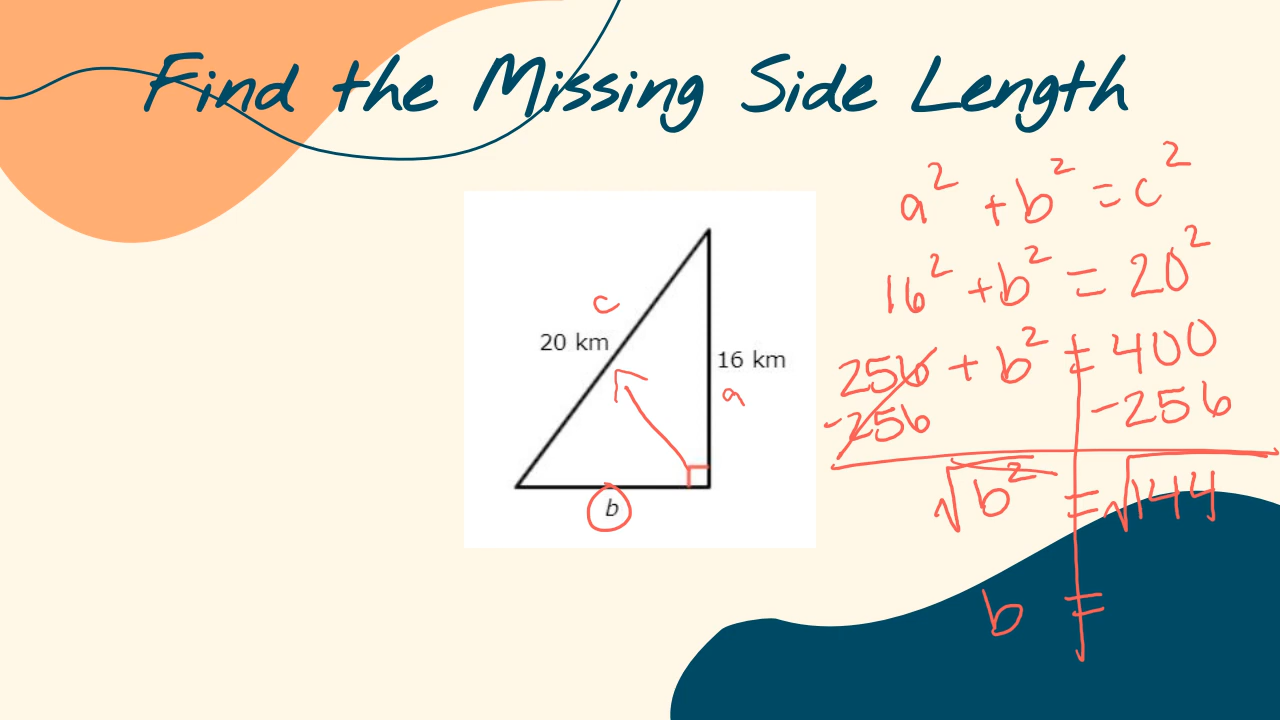 Find the Missing Side Length
c
20 km
16 km
a
b
a² + b² = c²
16² + b² = 20²
256 + b² = 400
-256 -256
√b² = √144
b =